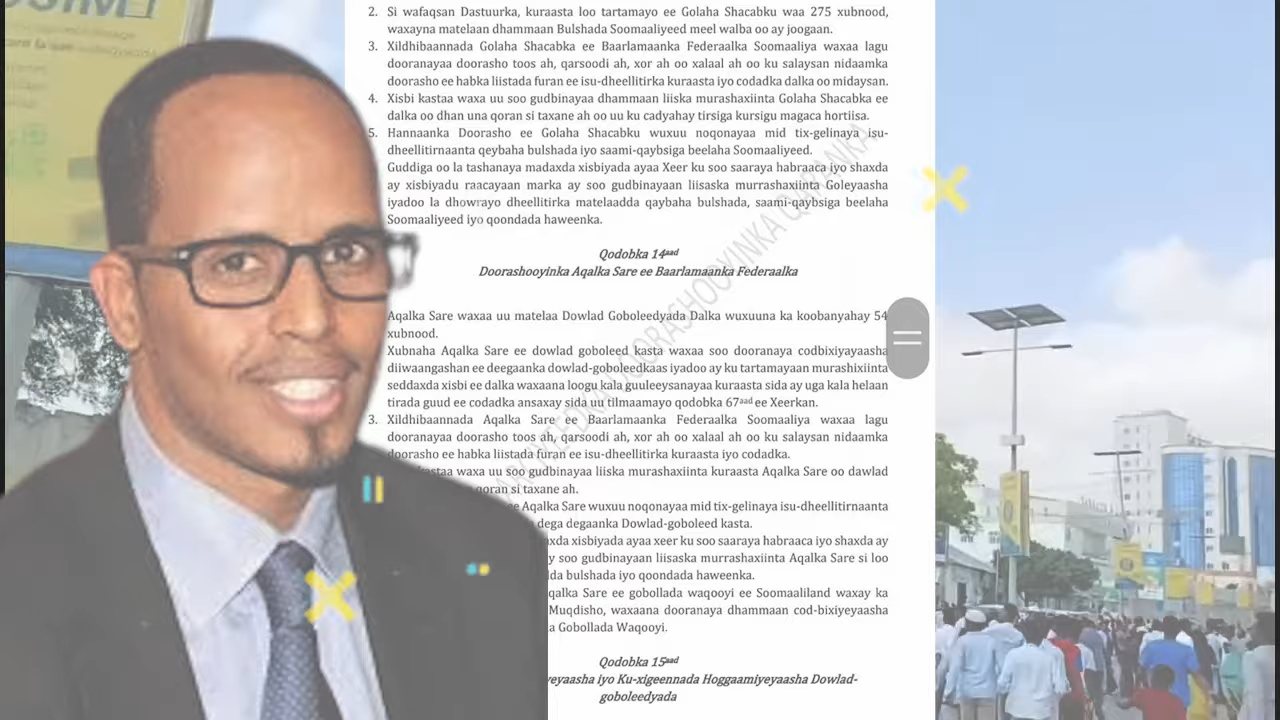 2. Si wafaqsan Dastuurka, kuraasta loo tartamayo ee Golaha Shacabku waa 275 xubnood,
waxayna matelaan dhammaan Bulshada Soomaaliyeed meel walba oo ay joogaan.
3. Xildhibaannada Golaha Shacabka ee Baarlamaanka Federaalka Soomaaliya waxaa lagu
dooranayaa doorasho toos ah, qarsoodi ah, xor ah oo xalaal ah oo ku salaysan nidaamka
doorasho ee habka liistada furan ee isu-dheellitirka kuraasta iyo codadka dalka oo midaysan.
4. Xisbi kastaa waxa uu soo gudbinayaa dhammaan liiska murashaxiinta Golaha Shacabka ee
dalka oo dhan una qoran si taxane ah oo uu ku cadyahay tirsiga kursigu magaca hortiisa.
5. Hannaanka Doorasho ee Golaha Shacabku wuxuu noqonayaa mid tix-gelinaya isu-
dheellitirnaanta qeybaha bulshada iyo saami-qaybsiga beelaha Soomaaliyeed.
Guddiga oo la tashanaya madaxda xisbiyada ayaa Xeer ku soo saaraya habraaca iyo shaxda
ay xisbiyadu raacayaan marka ay soo gudbinayaan liisaska murrashaxiinta Goleyaasha
iyadoo la dhowrayo dheellitirka matelaadda qaybaha bulshada, saami-qaybsiga beelaha
Soomaaliyeed iyo qoondada haweenka.
Qodobka 14aad
Doorashooyinka Aqalka Sare ee Baarlamaanka Federaalka
Aqalka Sare waxaa uu matelaa Dowlad Goboleedyada Dalka wuxuuna ka koobanyahay 54
xubnood.
Xubnaha Aqalka Sare ee dowlad goboleed kasta waxaa soo dooranaya codbixiyayaasha
diiwaangashan ee deegaanka dowlad-goboleedkaas iyadoo ay ku tartamayaan murashixiinta
seddaxda xisbi ee dalka waxaana loogu kala guuleeysanayaa kuraasta sida ay uga kala helaan
tirada guud ee codadka ansaxay sida uu tilmaamayo qodobka 67aad ee Xeerkan.
3. Xildhibaannada Aqalka Sare ee Baarlamaanka Federaalka Soomaaliya waxaa lagu
dooranayaa doorasho toos ah, qarsoodi ah, xor ah oo xalaal ah oo ku salaysan nidaamka
doorasho ee habka liistada furan ee isu-dheellitirka kuraasta iyo codadka.
kastaa waxa uu soo gudbinayaa liiska murashaxiinta kuraasta Aqalka Sare oo dawlad
qoran si taxane ah.
ee Aqalka Sare wuxuu noqonayaa mid tix-gelinaya isu-dheellitirnaanta
dega degaanka Dowlad-goboleed kasta.
xda xisbiyada ayaa xeer ku soo saaraya habraaca iyo shaxda ay
y soo gudbinayaan liisaska murrashaxiinta Aqalka Sare si loo
lda bulshada iyo qoondada haweenka.
qalka Sare ee gobollada waqooyi ee Soomaaliland waxay ka
Muqdisho, waxaana dooranaya dhammaan cod-bixiyeyaasha
a Gobollada Waqooyi.
Qodobka 15aad
yeyaasha iyo Ku-xigeennada Hoggaamiyeyaasha Dowlad-
goboleedyada
DOORASHOOYINKA QARANKA